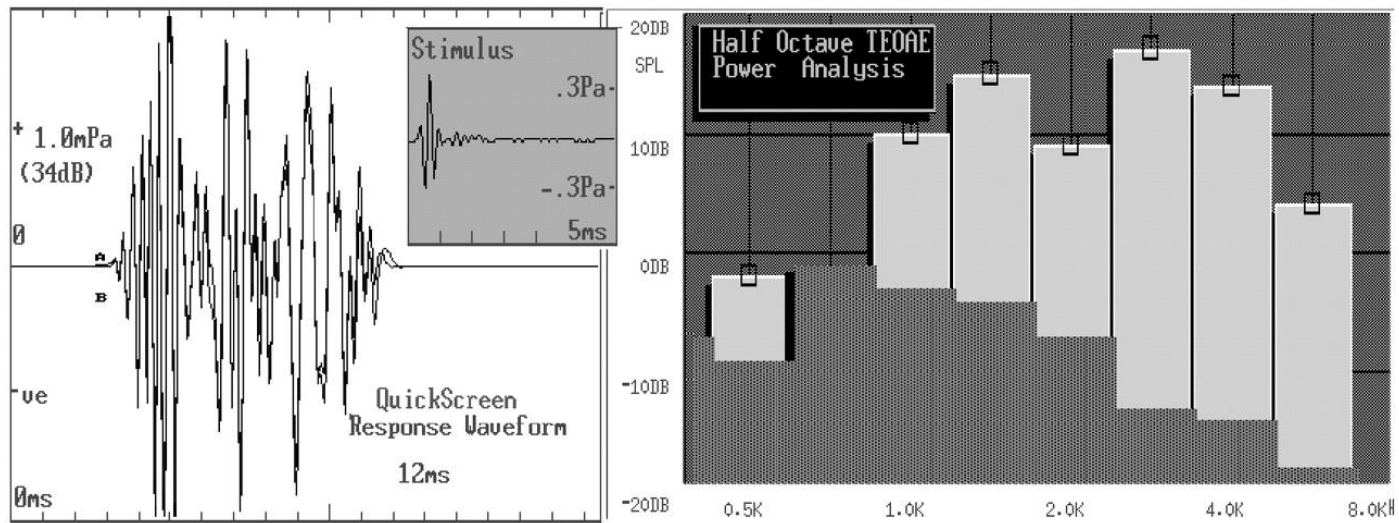 Stimulus
.3Pa
-.3Pa
5ms
+ 1.0mPa
(34dB)
0
A
B
-ve
0ms
QuickScreen
Response Waveform
12ms
20DB
SPL
10DB
0DB
-10DB
-20DB
Half Octave TEOAE
Power Analysis
0.5K 1.0K 2.0K 4.0K 8.0KH